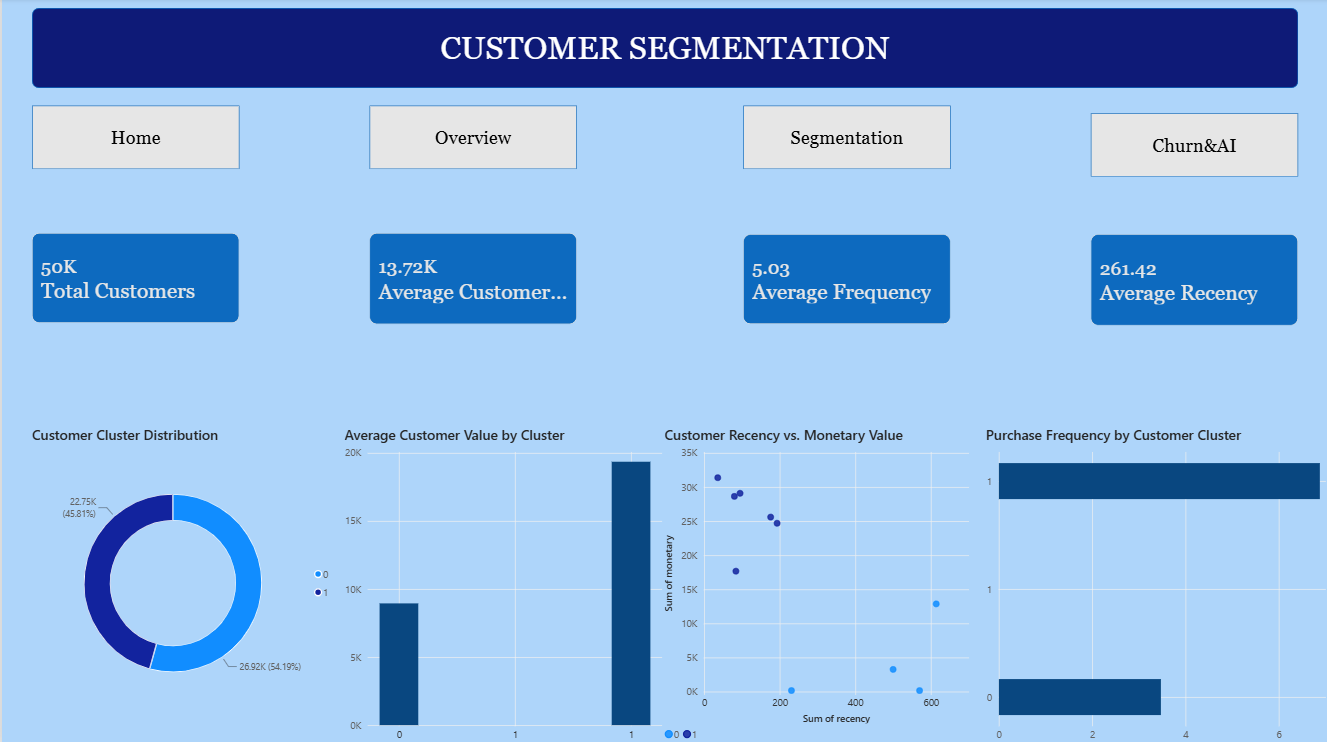 CUSTOMER SEGMENTATION
Home
Overview
Segmentation
Churn&AI
50K
Total Customers
13.72K
Average Customer...
5.03
Average Frequency
261.42
Average Recency
Customer Cluster Distribution
22.75K
(45.81%)
26.92K (54.19%)
0
1
Average Customer Value by Cluster
20K
15K
10K
5K
0K
0
1
1
Customer Recency vs. Monetary Value
Sum of monetary
35K
30K
25K
20K
15K
10K
5K
0K
0
200
400
600
Sum of recency
0
1
Purchase Frequency by Customer Cluster
1
1
0
0
2
4
6